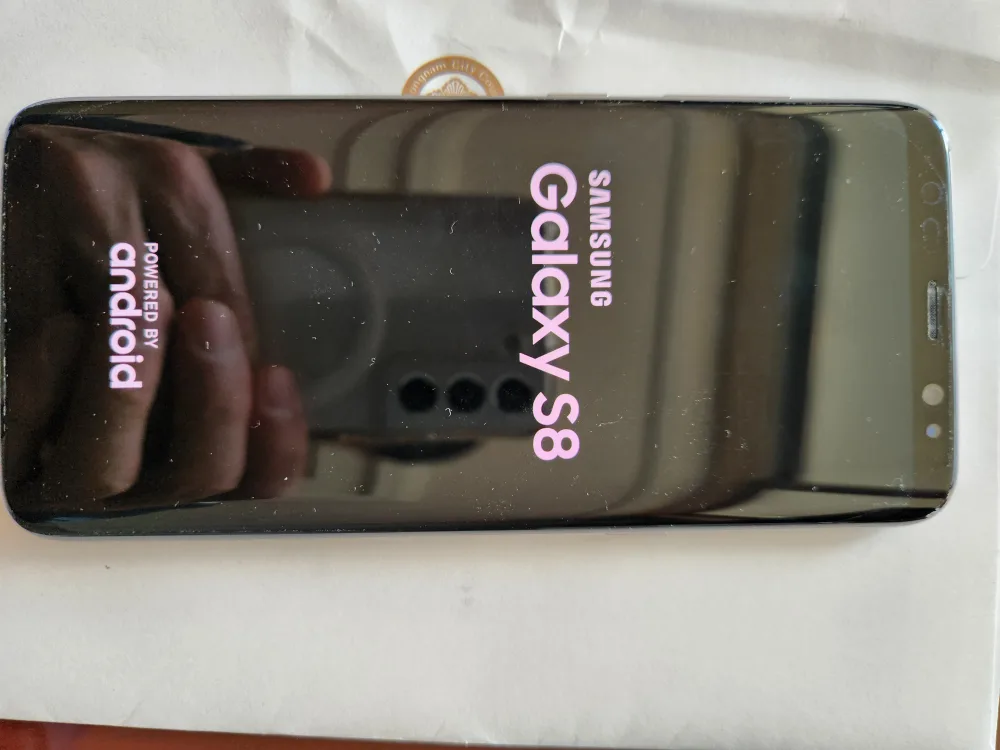 SAMSUNG
Galaxy S8
POWERED BY
android